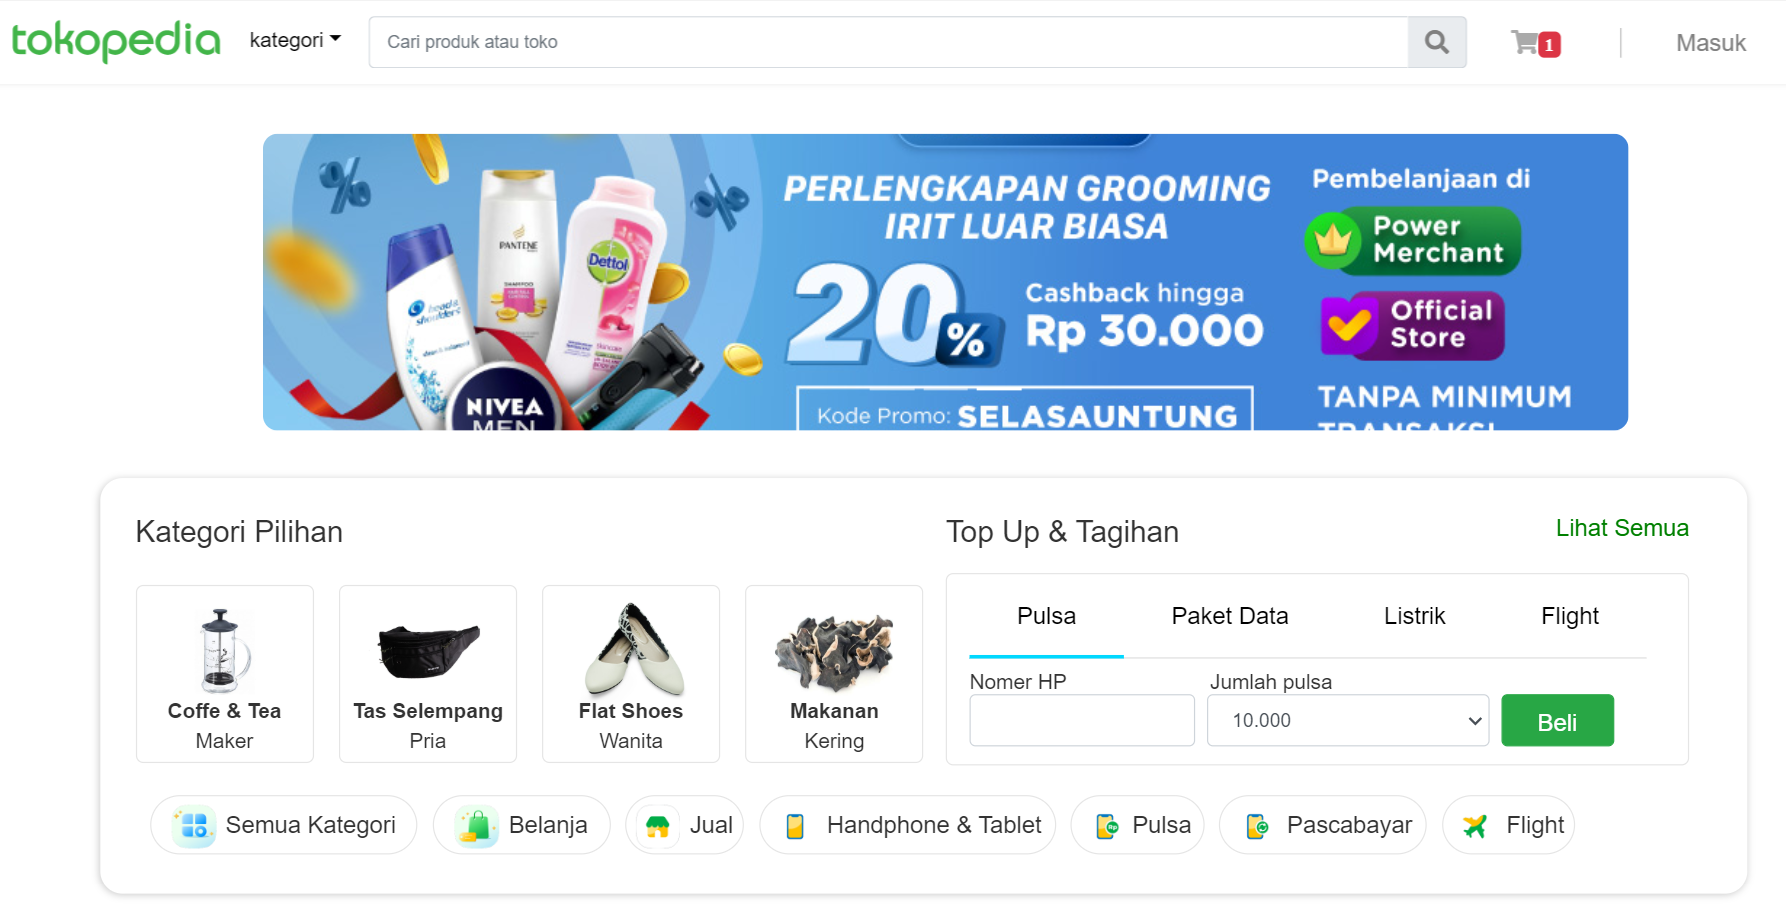 tokopedia
kategori
Cari produk atau toko
1
Masuk
PERLENGKAPAN GROOMING
IRIT LUAR BIASA
20%
Cashback hingga
Rp 30.000
Kode Promo: SELASAUNTUNG
Pembelanjaan di
Power
Merchant
Official
Store
TANPA MINIMUM
TRANSAKSI
head &
shoulders
PANTENE
SHAMPOO
Dettol
skincare
NIVEA
MEN
Kategori Pilihan
Coffe & Tea
Maker
Tas Selempang
Pria
Flat Shoes
Wanita
Makanan
Kering
Top Up & Tagihan
Lihat Semua
Pulsa
Paket Data
Listrik
Flight
Nomer HP
Jumlah pulsa
10.000
Beli
Semua Kategori
Belanja
Jual
Handphone & Tablet
Pulsa
Pascabayar
Flight